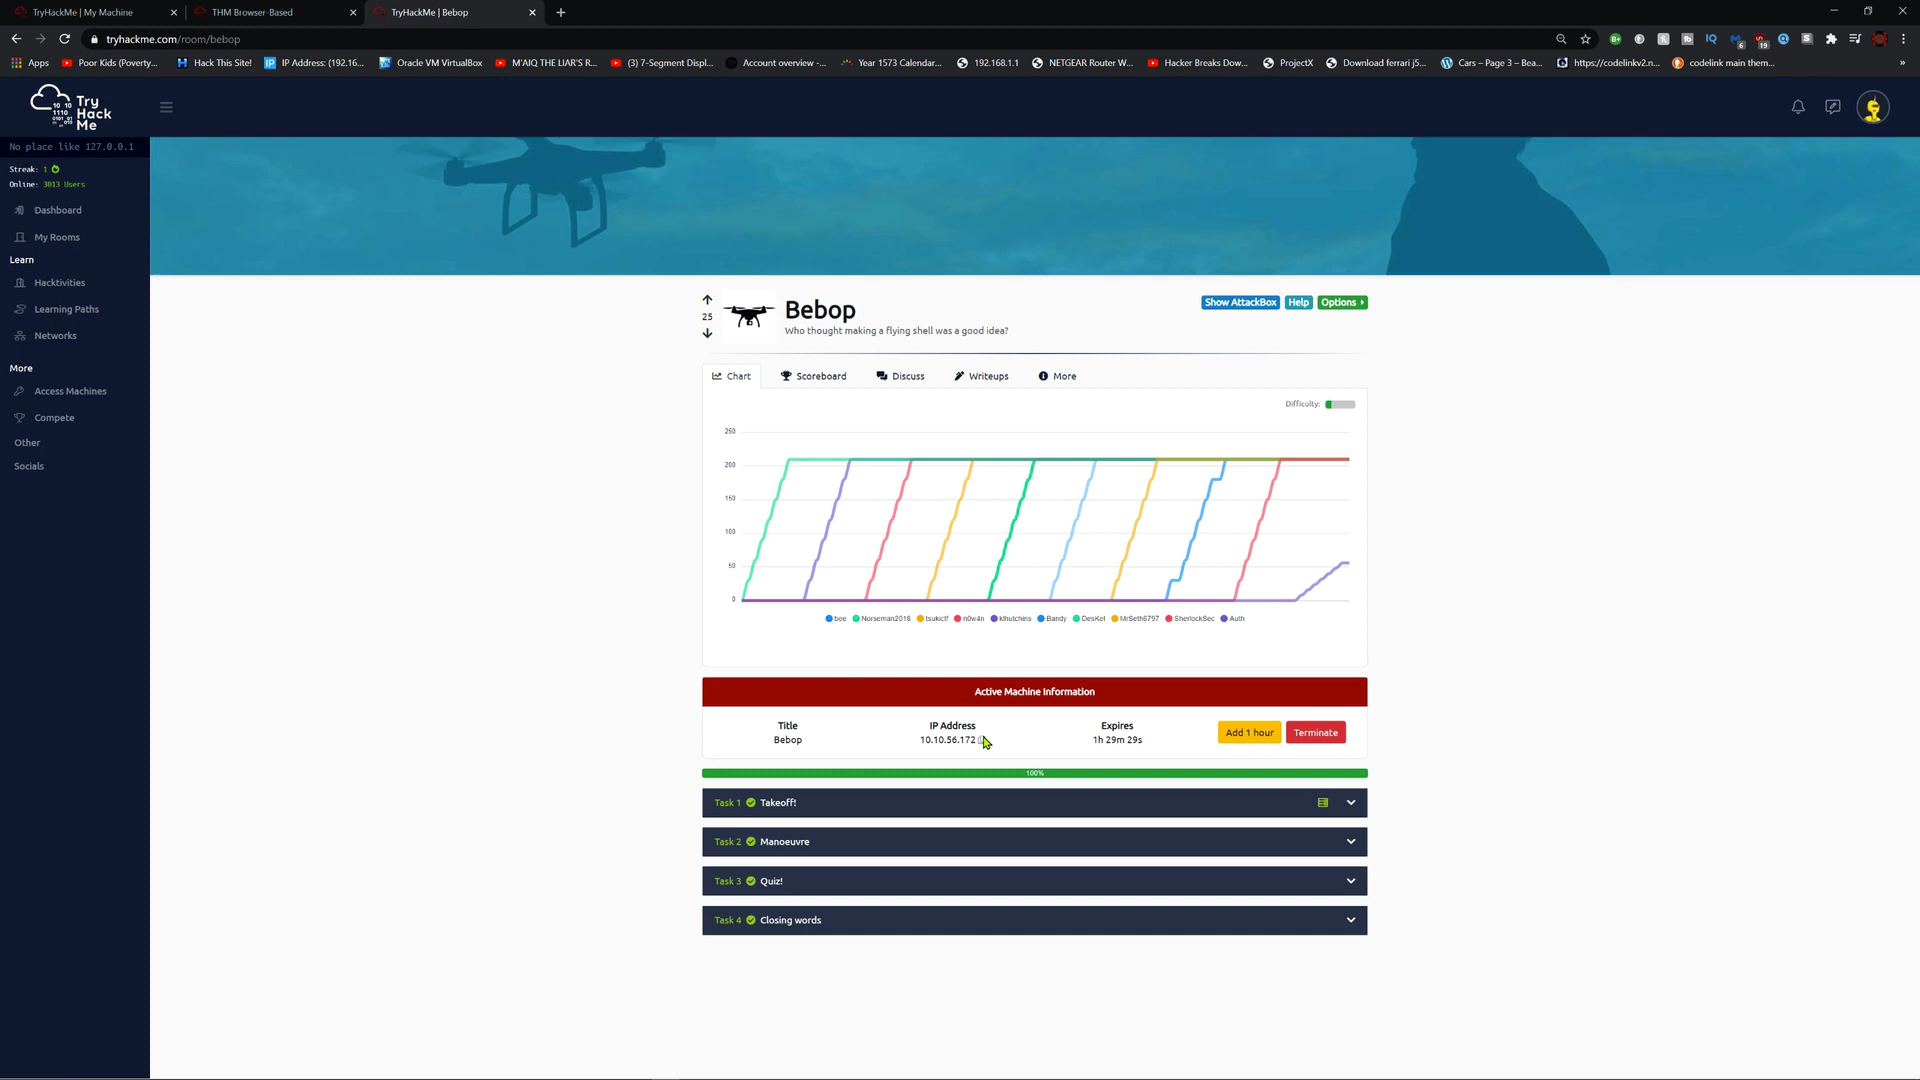 TryHackMe | My Machine
THM Browser-Based
TryHackMe | Bebop
tryhackme.com/room/bebop
6
19
Apps
Poor Kids (Poverty...
Hack This Site!
IP
IP Address: (192.16...
Oracle VM VirtualBox
M'AIQ THE LIAR'S R...
(3) 7-Segment Displ...
Account overview -...
Year 1573 Calendar...
192.168.1.1
NETGEAR Router W...
Hacker Breaks Dow...
ProjectX
Download ferrari j5...
Cars – Page 3 – Bea...
https://codelinkv2.n...
codelink main them...
»
Try
Hack
Me
No place like 127.0.0.1
Streak: 1
Online: 3013 Users
Dashboard
My Rooms
Learn
Hacktivities
Learning Paths
Networks
More
Access Machines
Compete
Other
Socials
25
Bebop
Who thought making a flying shell was a good idea?
Show AttackBox
Help
Options
Chart
Scoreboard
Discuss
Writeups
More
Difficulty:
250
200
150
100
50
0
bee Norseman2018 tsukictf n0w4n klhutchins Bandy DesKel MrSeth6797 SherlockSec Auth
Active Machine Information
Title
Bebop
IP Address
10.10.56.172
Expires
1h 29m 29s
Add 1 hour
Terminate
100%
Task 1 Takeoff!
Task 2 Manoeuvre
Task 3 Quiz!
Task 4 Closing words